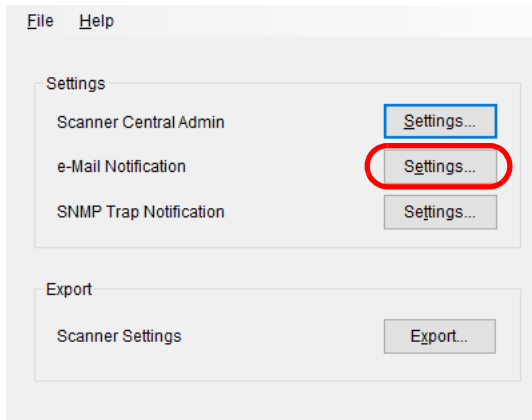 File Help
Settings
Scanner Central Admin Settings...
e-Mail Notification Settings...
SNMP Trap Notification Settings...
Export
Scanner Settings Export...